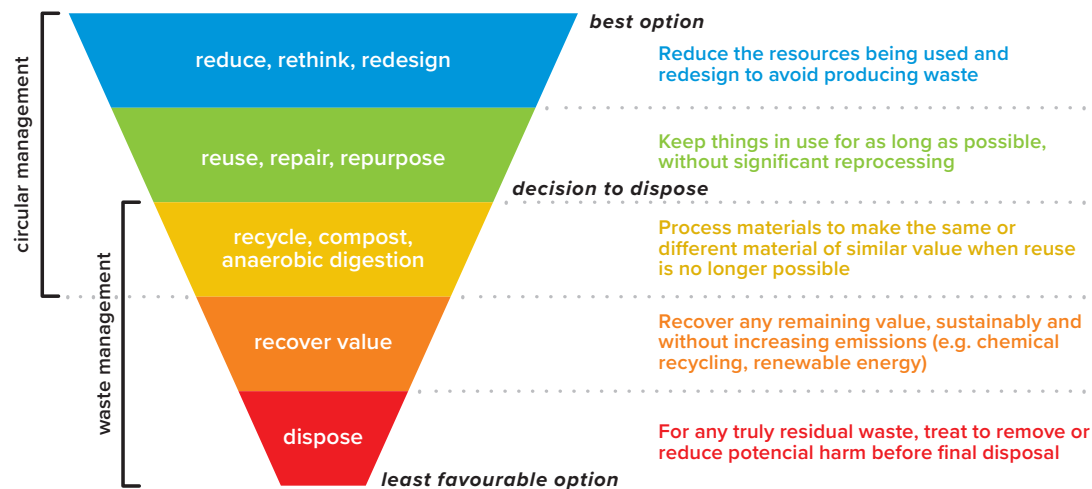 best option
reduce, rethink, redesign
Reduce the resources being used and
redesign to avoid producing waste
circular management
reuse, repair, repurpose
Keep things in use for as long as possible,
without significant reprocessing
decision to dispose
waste management
recycle, compost,
anaerobic digestion
Process materials to make the same or
different material of similar value when reuse
is no longer possible
recover value
Recover any remaining value, sustainably and
without increasing emissions (e.g. chemical
recycling, renewable energy)
dispose
For any truly residual waste, treat to remove or
reduce potencial harm before final disposal
least favourable option